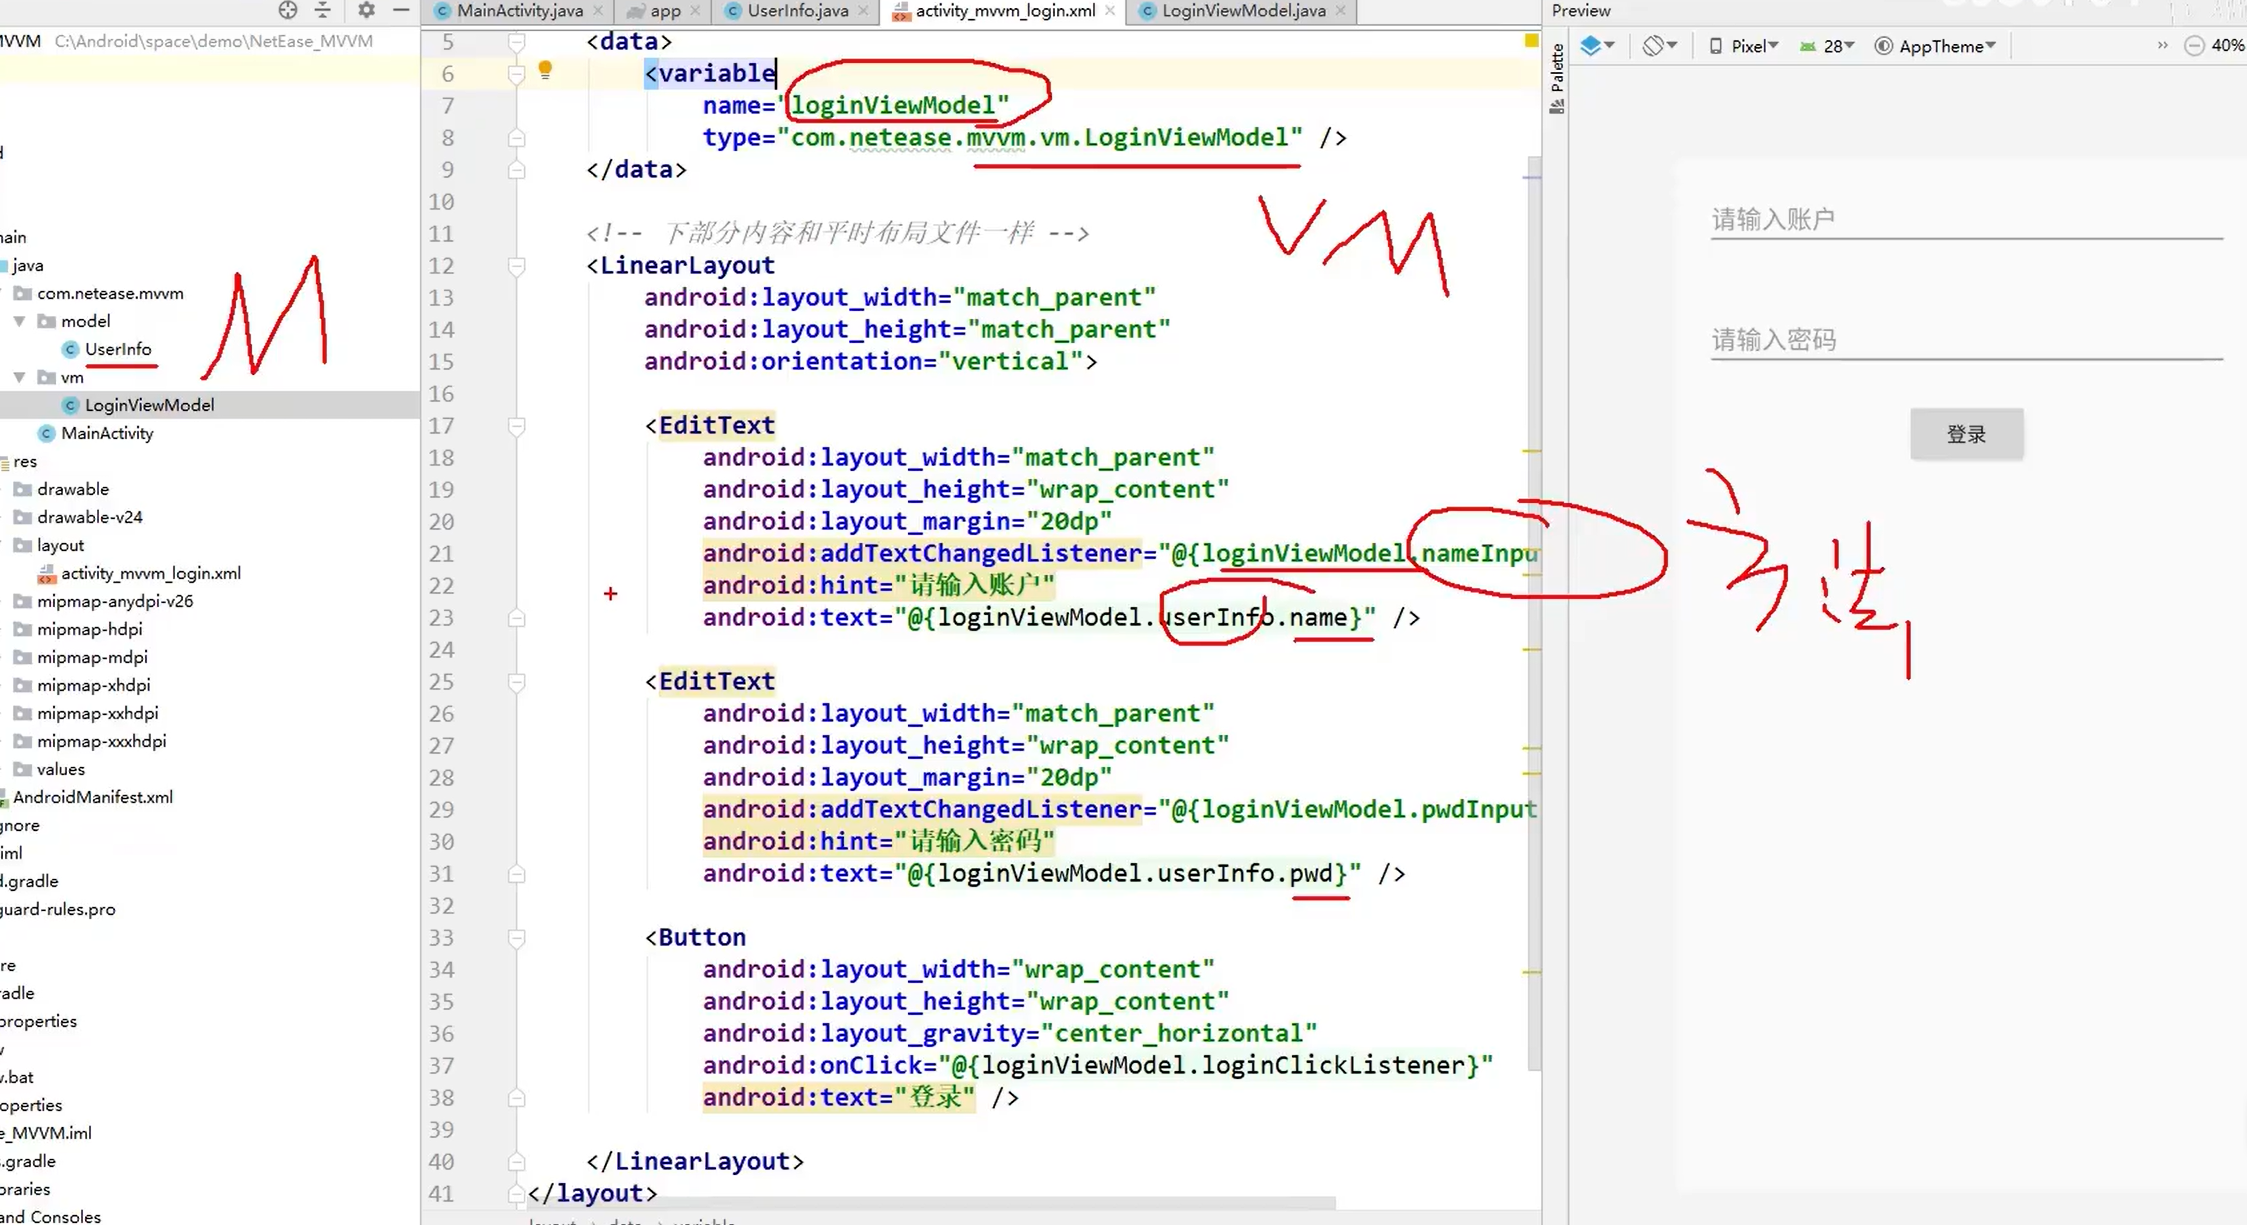 MainActivity.java
app
UserInfo.java
activity_mvvm_login.xml
LoginViewModel.java
Preview
MVVM C:\Android\space\demo\NetEase_MVVM
Palette
Pixel
28
AppTheme
40%
java
com.netease.mvvm
model
UserInfo
vm
LoginViewModel
MainActivity
res
drawable
drawable-v24
layout
activity_mvvm_login.xml
mipmap-anydpi-v26
mipmap-hdpi
mipmap-mdpi
mipmap-xhdpi
mipmap-xxhdpi
mipmap-xxxhdpi
values
AndroidManifest.xml
gnore
iml
d.gradle
guard-rules.pro
re
radle
properties
w.bat
operties
e_MVVM.iml
s.gradle
braries
and Consoles
M
5 <data>
6 <variable
7 name="loginViewModel"
8 type="com.netease.mvvm.vm.LoginViewModel" />
9 </data>
10
11 <!-- 下部分内容和平时布局文件一样 -->
12 <LinearLayout
13 android:layout_width="match_parent"
14 android:layout_height="match_parent"
15 android:orientation="vertical">
16
17 <EditText
18 android:layout_width="match_parent"
19 android:layout_height="wrap_content"
20 android:layout_margin="20dp"
21 android:addTextChangedListener="@{loginViewModel.nameInpu
22 android:hint="请输入账户"
23 android:text="@{loginViewModel.userInfo.name}" />
24
25 <EditText
26 android:layout_width="match_parent"
27 android:layout_height="wrap_content"
28 android:layout_margin="20dp"
29 android:addTextChangedListener="@{loginViewModel.pwdInput
30 android:hint="请输入密码"
31 android:text="@{loginViewModel.userInfo.pwd}" />
32
33 <Button
34 android:layout_width="wrap_content"
35 android:layout_height="wrap_content"
36 android:layout_gravity="center_horizontal"
37 android:onClick="@{loginViewModel.loginClickListener}"
38 android:text="登录" />
39
40 </LinearLayout>
41 </layout>
VM
请输入账户
请输入密码
登录